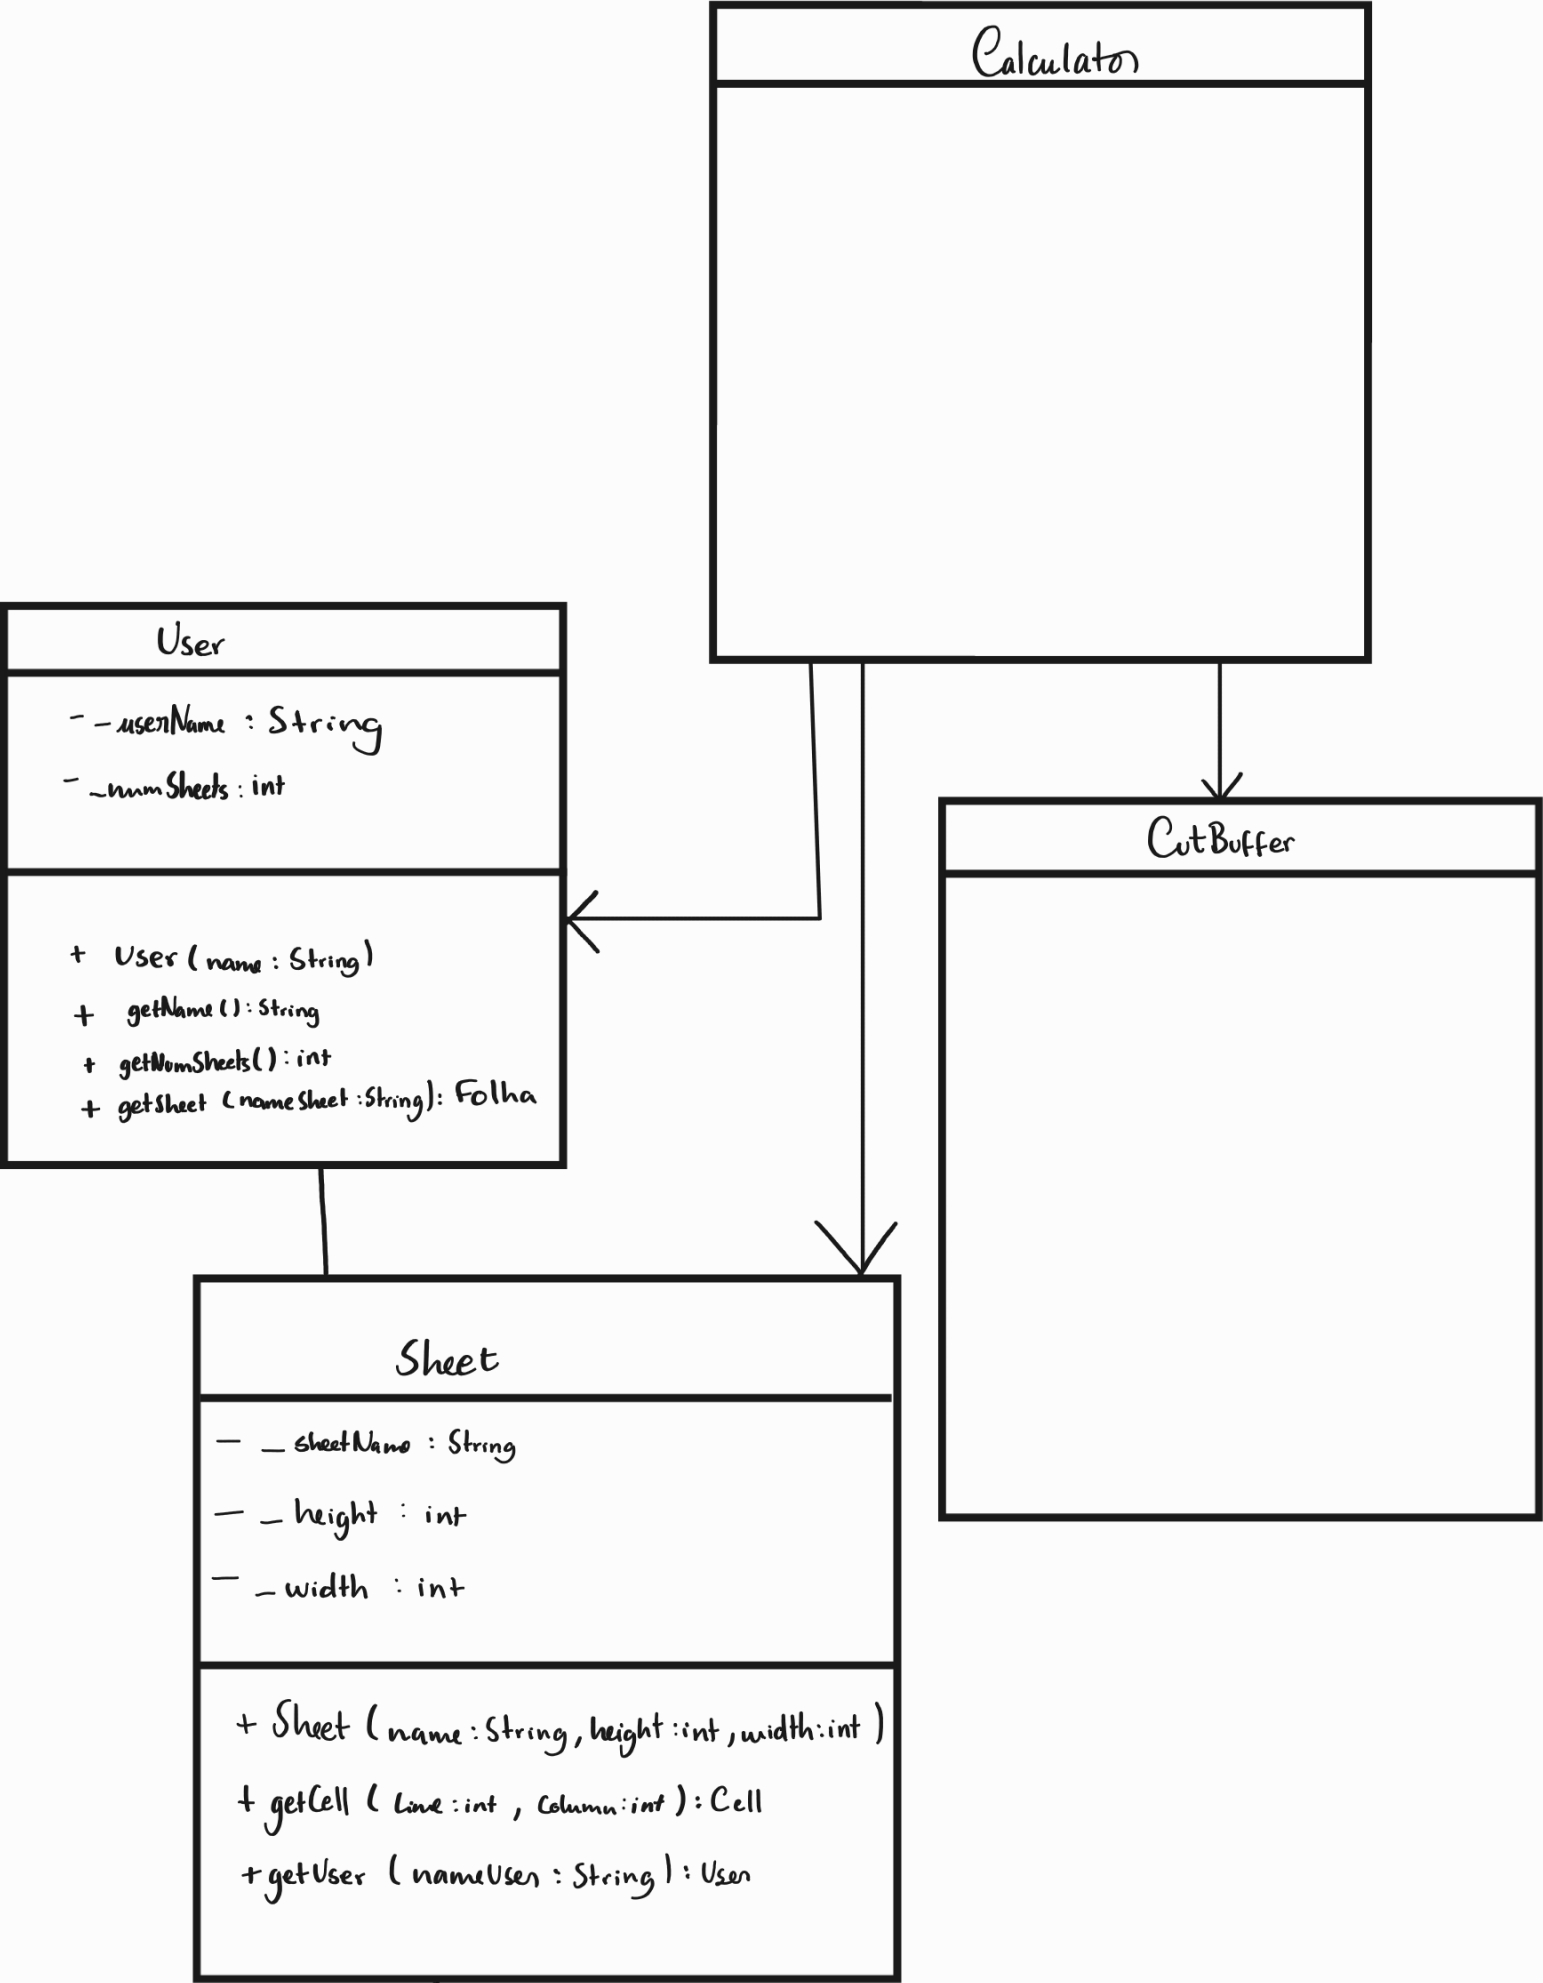 Calculator
User
- _userName : String
- _numSheets : int
+ User (name : String)
+ getName () : String
+ getNumSheets() : int
+ getSheet (nameSheet : String) : Folha
CutBuffer
Sheet
- _sheetName : String
- _height : int
- _width : int
+ Sheet (name : String, height : int, width : int)
+ getCell (Line : int, Column : int) : Cell
+ getUser (nameUser : String) : User